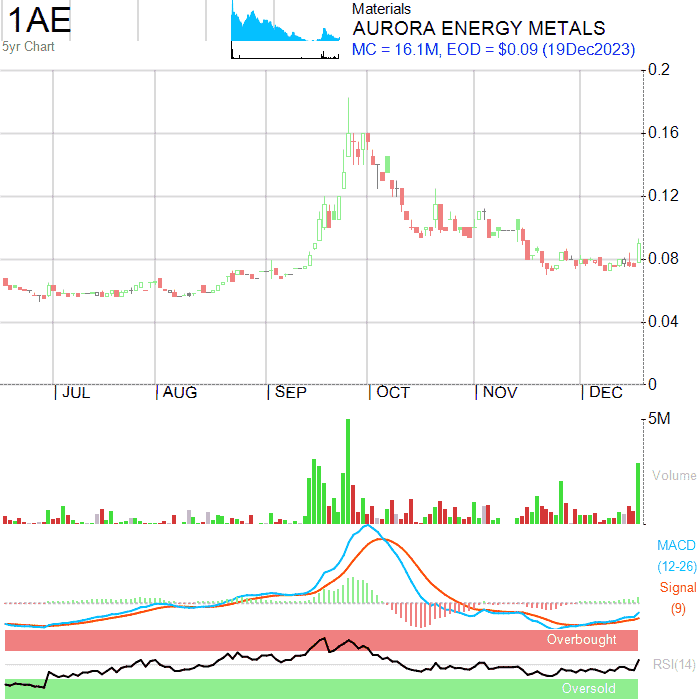 1AE
5yr Chart
Materials
AURORA ENERGY METALS
MC = 16.1M, EOD = $0.09 (19Dec2023)
0.2
0.16
0.12
0.08
0.04
0
JUL AUG SEP OCT NOV DEC
5M
Volume
MACD
(12-26)
Signal
(9)
Overbought
RSI(14)
Oversold